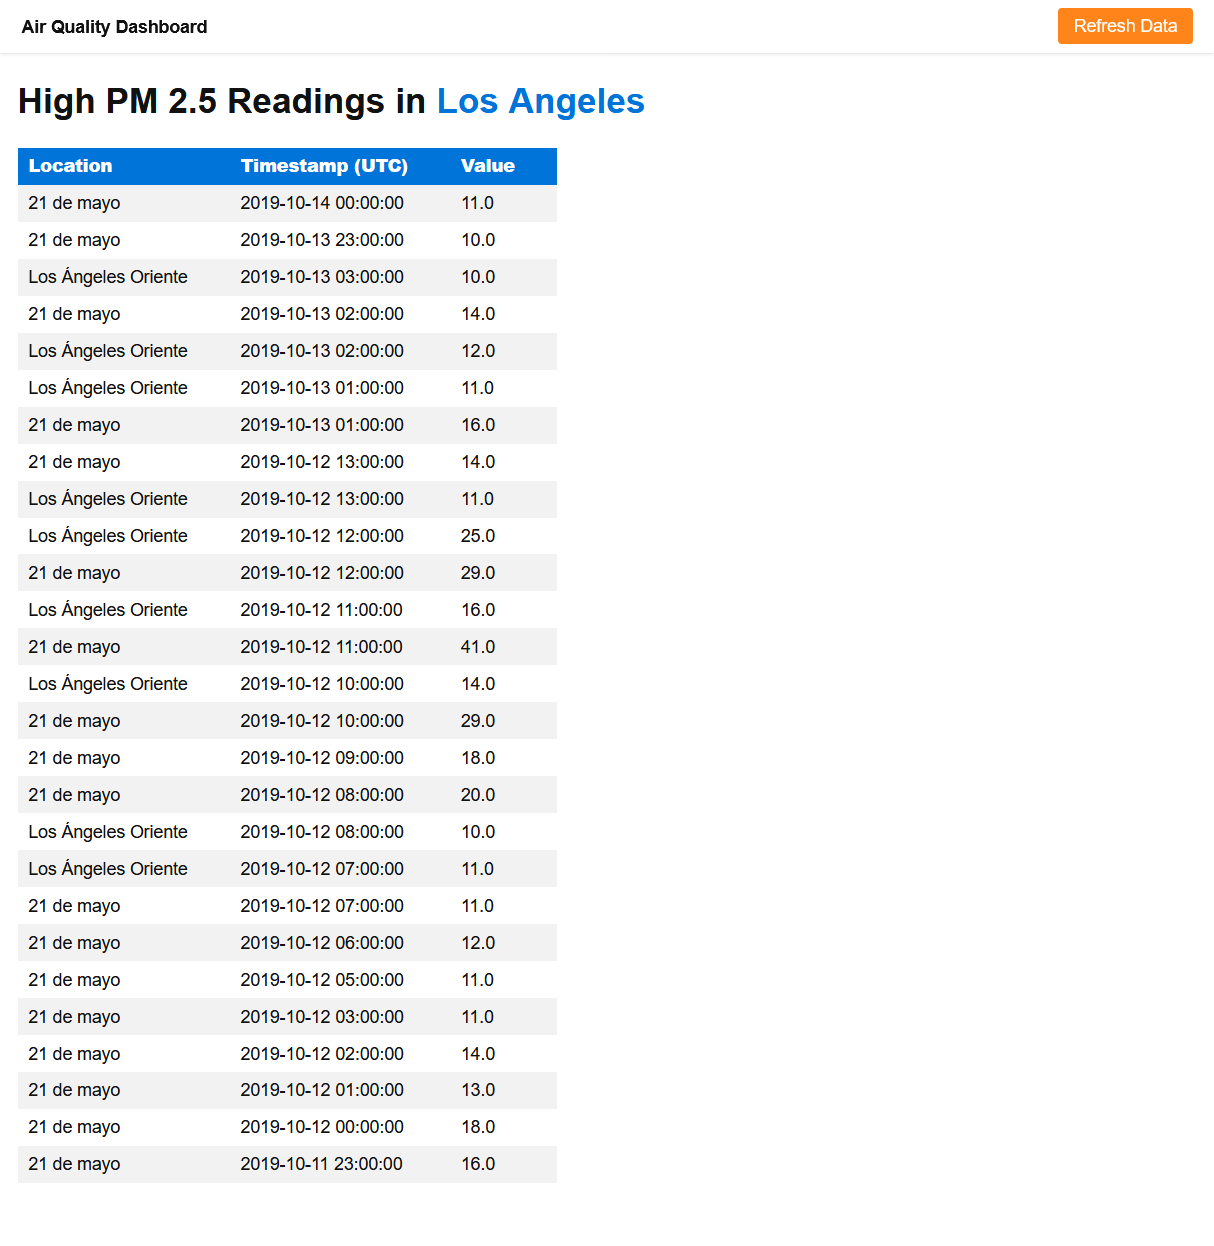 Air Quality Dashboard Refresh Data
High PM 2.5 Readings in Los Angeles
Location Timestamp (UTC) Value
21 de mayo 2019-10-14 00:00:00 11.0
21 de mayo 2019-10-13 23:00:00 10.0
Los Ángeles Oriente 2019-10-13 03:00:00 10.0
21 de mayo 2019-10-13 02:00:00 14.0
Los Ángeles Oriente 2019-10-13 02:00:00 12.0
Los Ángeles Oriente 2019-10-13 01:00:00 11.0
21 de mayo 2019-10-13 01:00:00 16.0
21 de mayo 2019-10-12 13:00:00 14.0
Los Ángeles Oriente 2019-10-12 13:00:00 11.0
Los Ángeles Oriente 2019-10-12 12:00:00 25.0
21 de mayo 2019-10-12 12:00:00 29.0
Los Ángeles Oriente 2019-10-12 11:00:00 16.0
21 de mayo 2019-10-12 11:00:00 41.0
Los Ángeles Oriente 2019-10-12 10:00:00 14.0
21 de mayo 2019-10-12 10:00:00 29.0
21 de mayo 2019-10-12 09:00:00 18.0
21 de mayo 2019-10-12 08:00:00 20.0
Los Ángeles Oriente 2019-10-12 08:00:00 10.0
Los Ángeles Oriente 2019-10-12 07:00:00 11.0
21 de mayo 2019-10-12 07:00:00 11.0
21 de mayo 2019-10-12 06:00:00 12.0
21 de mayo 2019-10-12 05:00:00 11.0
21 de mayo 2019-10-12 03:00:00 11.0
21 de mayo 2019-10-12 02:00:00 14.0
21 de mayo 2019-10-12 01:00:00 13.0
21 de mayo 2019-10-12 00:00:00 18.0
21 de mayo 2019-10-11 23:00:00 16.0